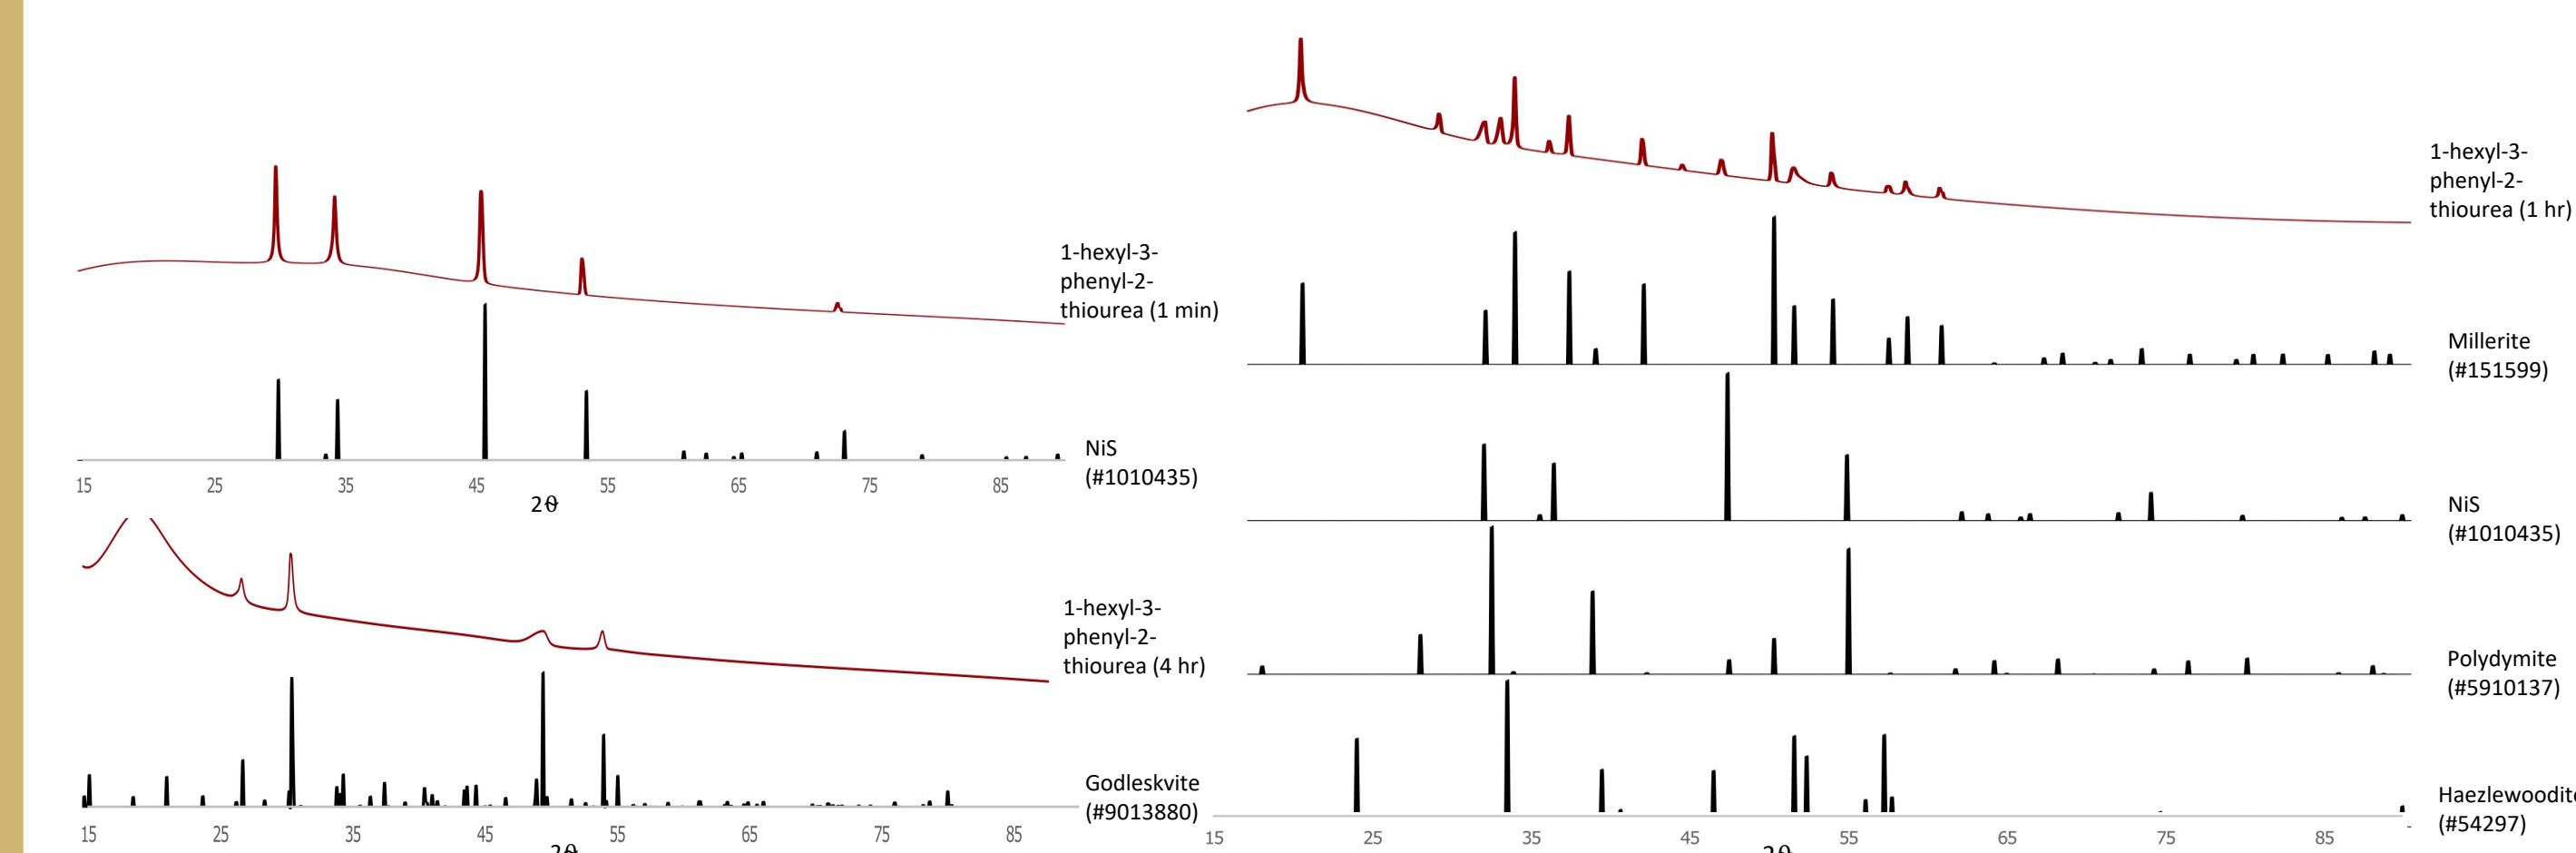 1-hexyl-3-
phenyl-2-
thiourea (1 min)
NiS
(#1010435)
15 25 35 45 55 65 75 85
2θ
1-hexyl-3-
phenyl-2-
thiourea (4 hr)
Godleskvite
(#9013880)
15 25 35 45 55 65 75 85
2θ
1-hexyl-3-
phenyl-2-
thiourea (1 hr)
Millerite
(#151599)
NiS
(#1010435)
Polydymite
(#5910137)
Haezlewoodite
(#54297)
15 25 35 45 55 65 75 85
2θ